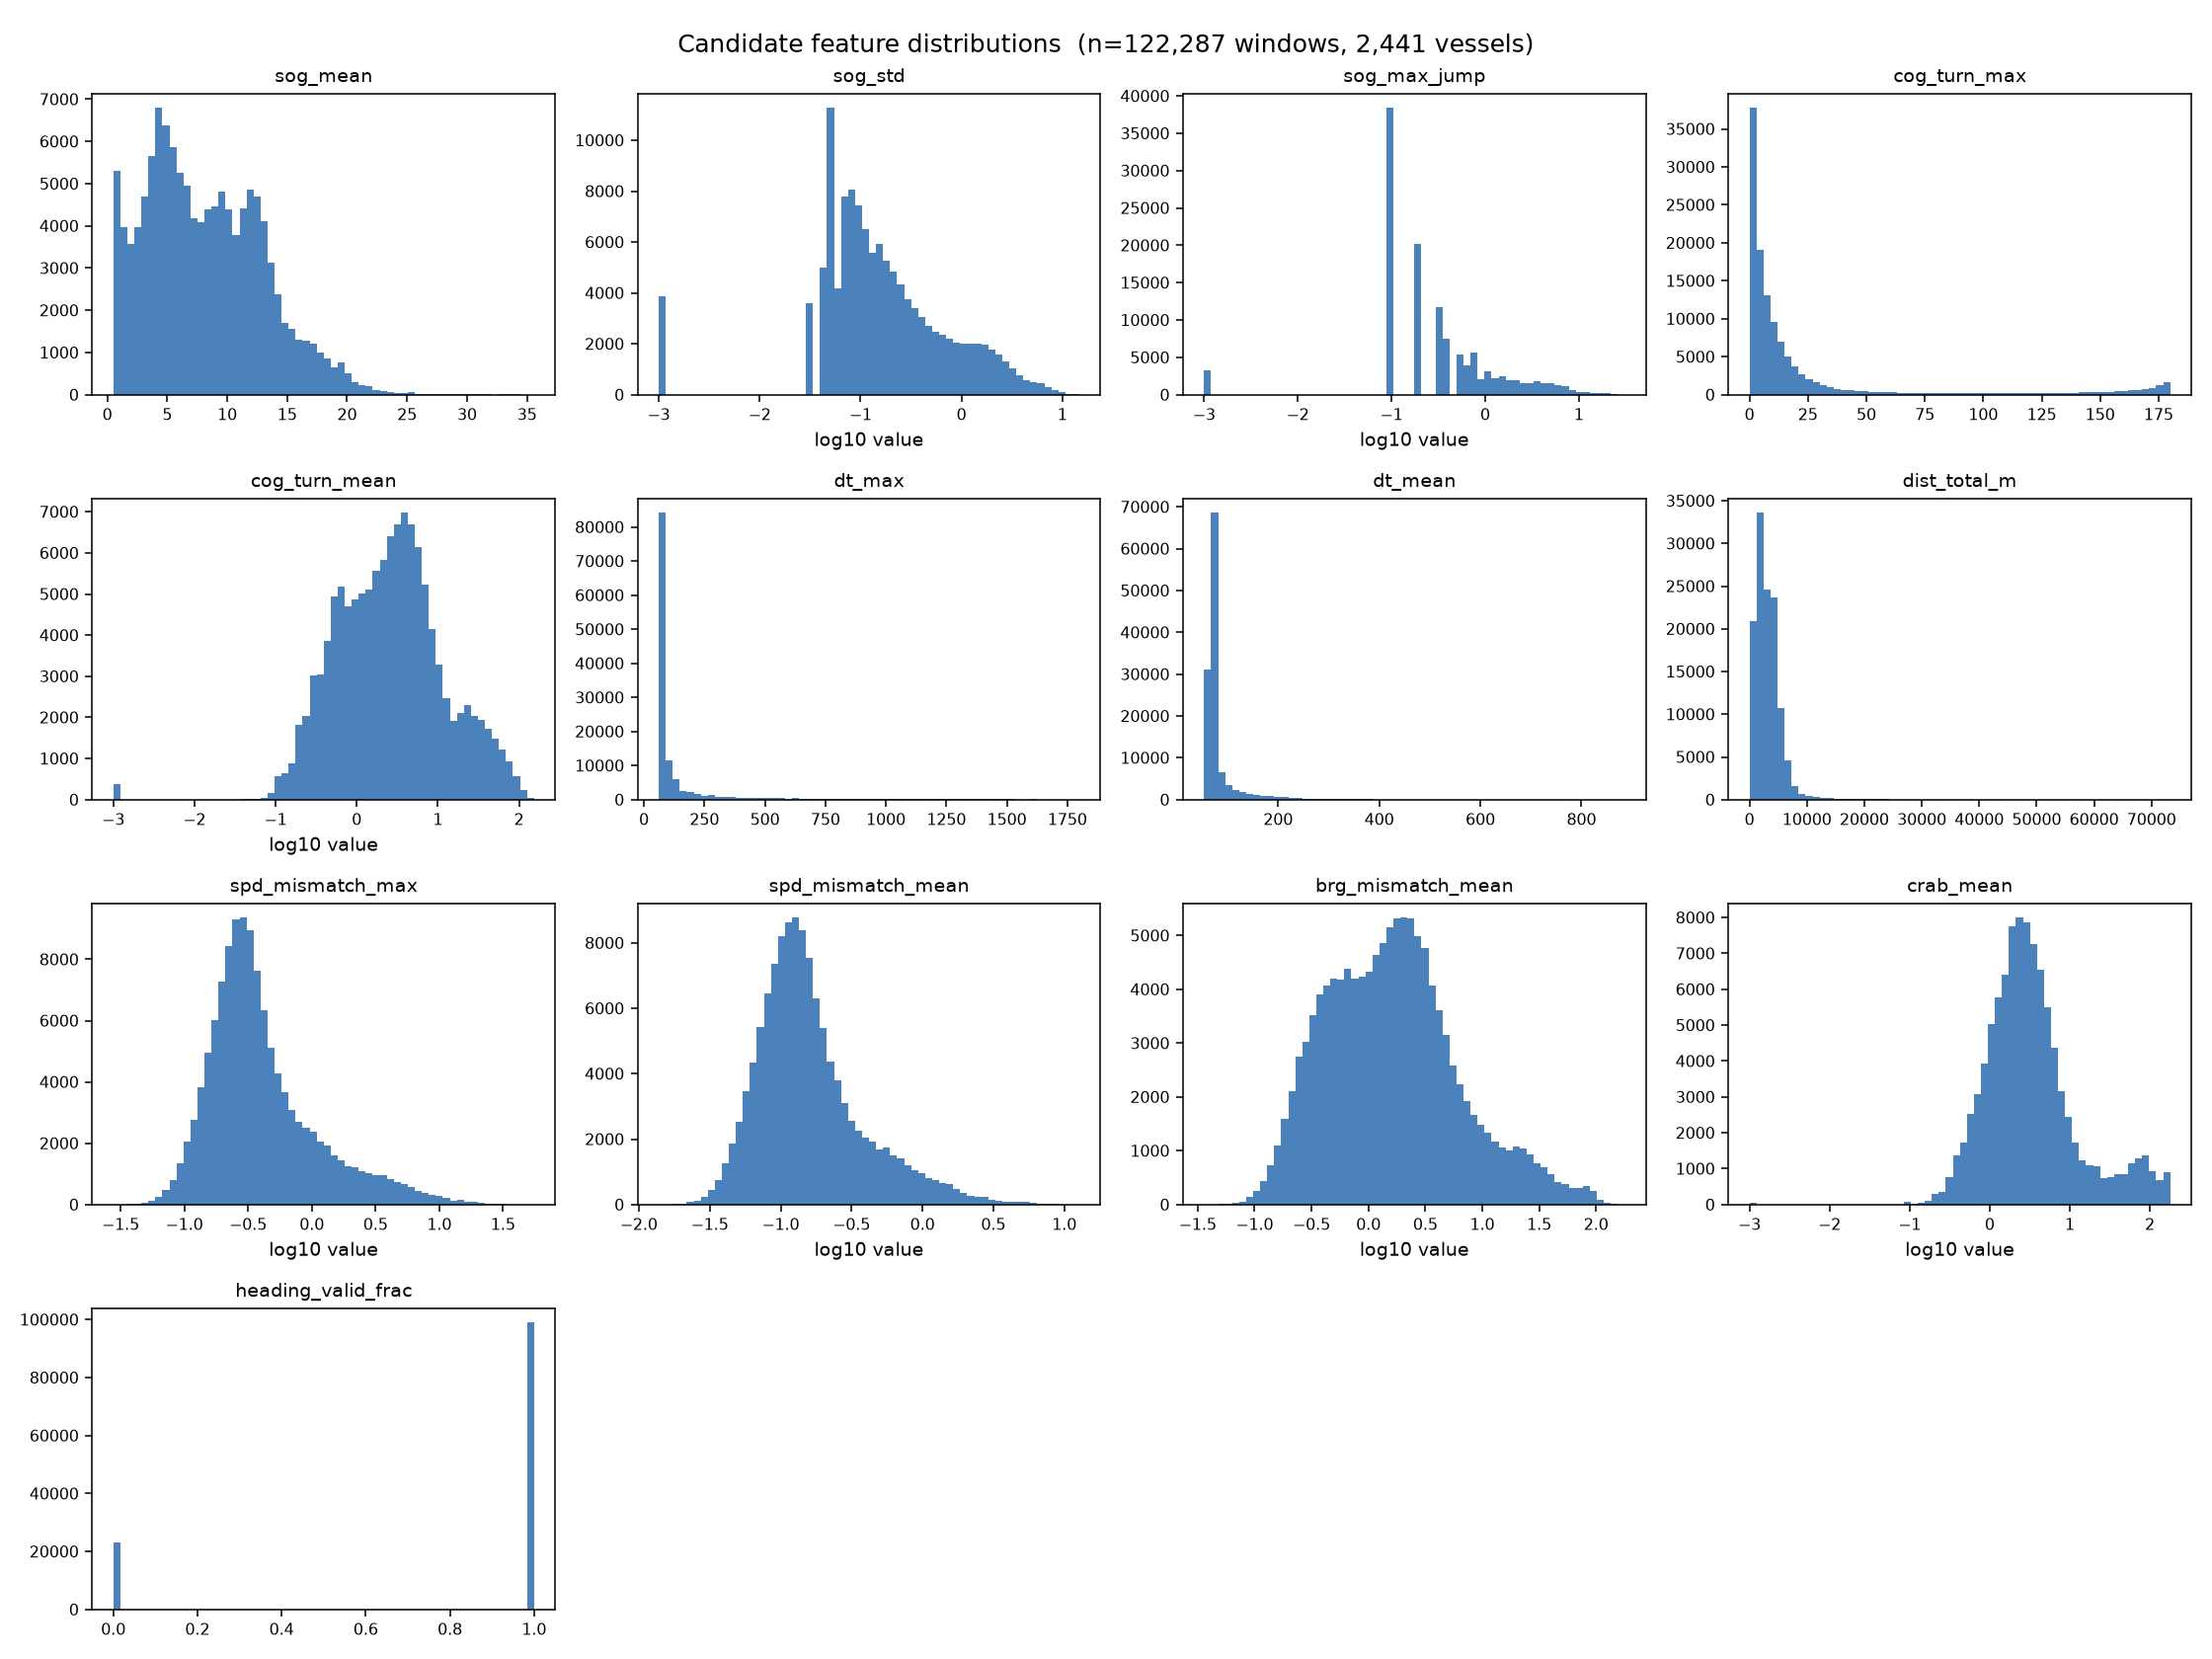 Candidate feature distributions (n=122,287 windows, 2,441 vessels)
sog_mean
7000
6000
5000
4000
3000
2000
1000
0
0 5 10 15 20 25 30 35
sog_std
10000
8000
6000
4000
2000
0
−3 −2 −1 0 1
log10 value
sog_max_jump
40000
35000
30000
25000
20000
15000
10000
5000
0
−3 −2 −1 0 1
log10 value
cog_turn_max
35000
30000
25000
20000
15000
10000
5000
0
0 25 50 75 100 125 150 175
cog_turn_mean
7000
6000
5000
4000
3000
2000
1000
0
−3 −2 −1 0 1 2
log10 value
dt_max
80000
70000
60000
50000
40000
30000
20000
10000
0
0 250 500 750 1000 1250 1500 1750
dt_mean
70000
60000
50000
40000
30000
20000
10000
0
200 400 600 800
dist_total_m
35000
30000
25000
20000
15000
10000
5000
0
0 10000 20000 30000 40000 50000 60000 70000
spd_mismatch_max
8000
6000
4000
2000
0
−1.5 −1.0 −0.5 0.0 0.5 1.0 1.5
log10 value
spd_mismatch_mean
8000
6000
4000
2000
0
−2.0 −1.5 −1.0 −0.5 0.0 0.5 1.0
log10 value
brg_mismatch_mean
5000
4000
3000
2000
1000
0
−1.5 −1.0 −0.5 0.0 0.5 1.0 1.5 2.0
log10 value
crab_mean
8000
7000
6000
5000
4000
3000
2000
1000
0
−3 −2 −1 0 1 2
log10 value
heading_valid_frac
100000
80000
60000
40000
20000
0
0.0 0.2 0.4 0.6 0.8 1.0